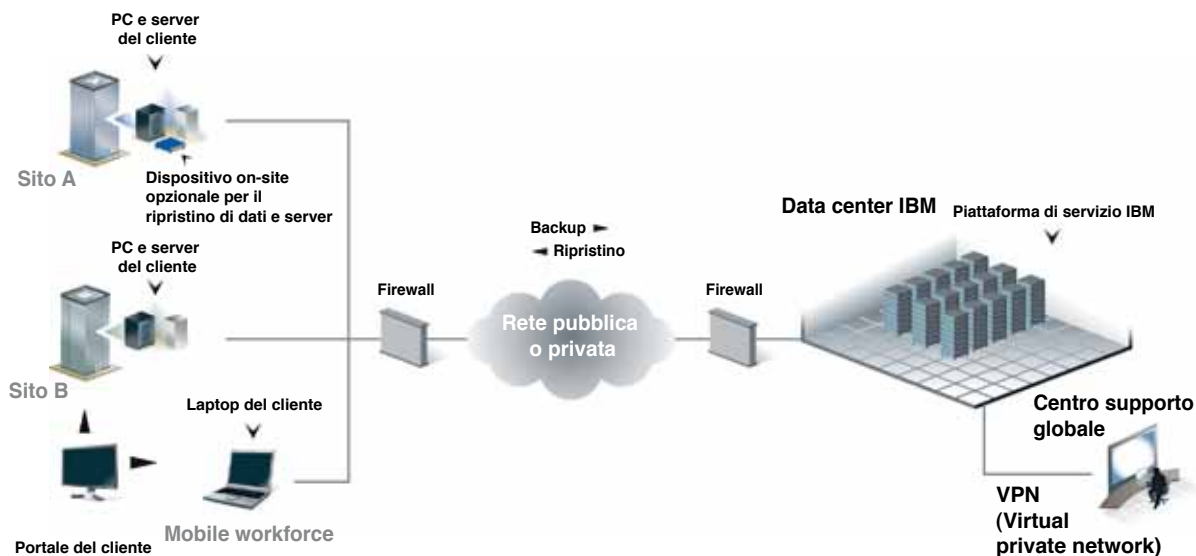 PC e server
del cliente
Sito A
Dispositivo on-site
opzionale per il
ripristino di dati e server
PC e server
del cliente
Sito B
Laptop del cliente
Portale del cliente
Mobile workforce
Firewall
Backup
Ripristino
Rete pubblica
o privata
Firewall
Data center IBM
Piattaforma di servizio IBM
Centro supporto
globale
VPN
(Virtual
private network)